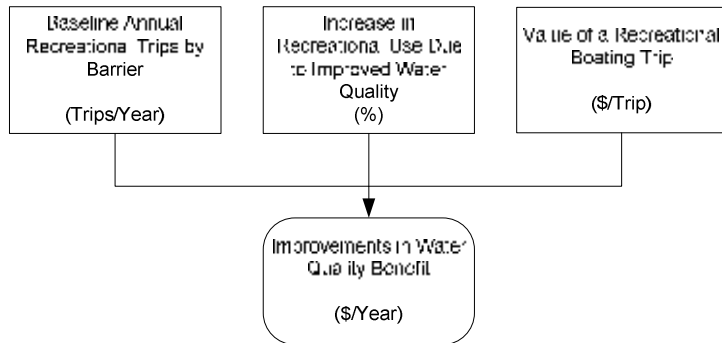 Baseline Annual
Recreational Trips by
Barrier
(Trips/Year)
Increase in
Recreational Use Due
to Improved Water
Quality
(%)
Value of a Recreational
Boating Trip
($/Trip)
Improvements in Water
Quality Benefit
($/Year)